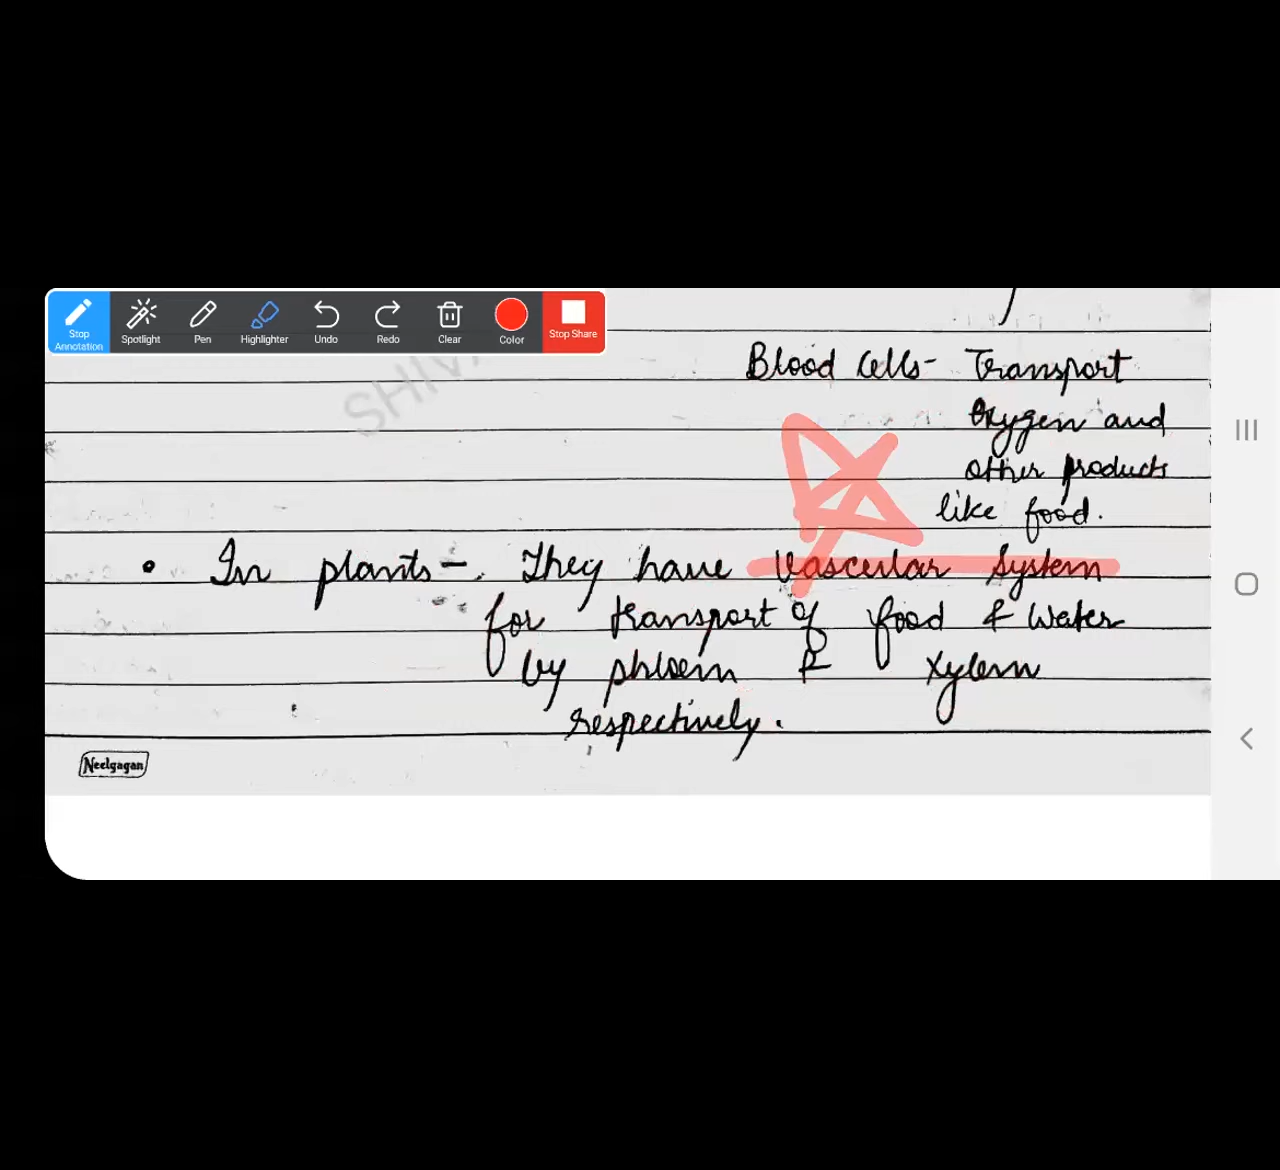 Stop Annotation
Spotlight
Pen
Highlighter
Undo
Redo
Clear
Color
Stop Share
Blood Cells- Transport
Oxygen and
other products
like food.
• In plants-. They have Vascular System
for transport of food & Water
by phloem & Xylem
respectively.
Neelgagan